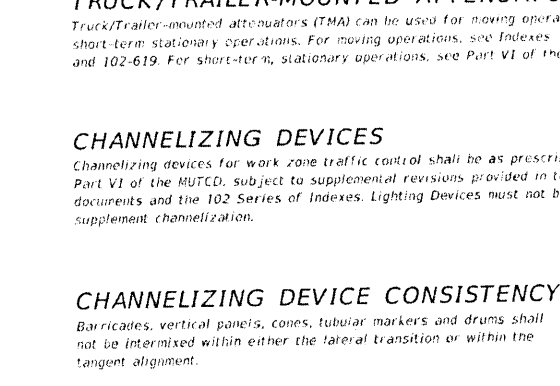 TRUCK/TRAILER-MOUNTED
Truck/Trailer-mounted attenuators (TMA) can be used for moving opera
short-term stationary operations. For moving operations, see Indexes
and 102-619. For short-term, stationary operations, see Part VI of the
CHANNELIZING DEVICES
Channelizing devices for work zone traffic control shall be as prescri
Part VI of the MUTCD, subject to supplemental revisions provided in t
documents and the 102 Series of Indexes. Lighting Devices must not b
supplement channelization.
CHANNELIZING DEVICE CONSISTENCY
Barricades, vertical panels, cones, tubular markers and drums shall
not be intermixed within either the lateral transition or within the
tangent alignment.